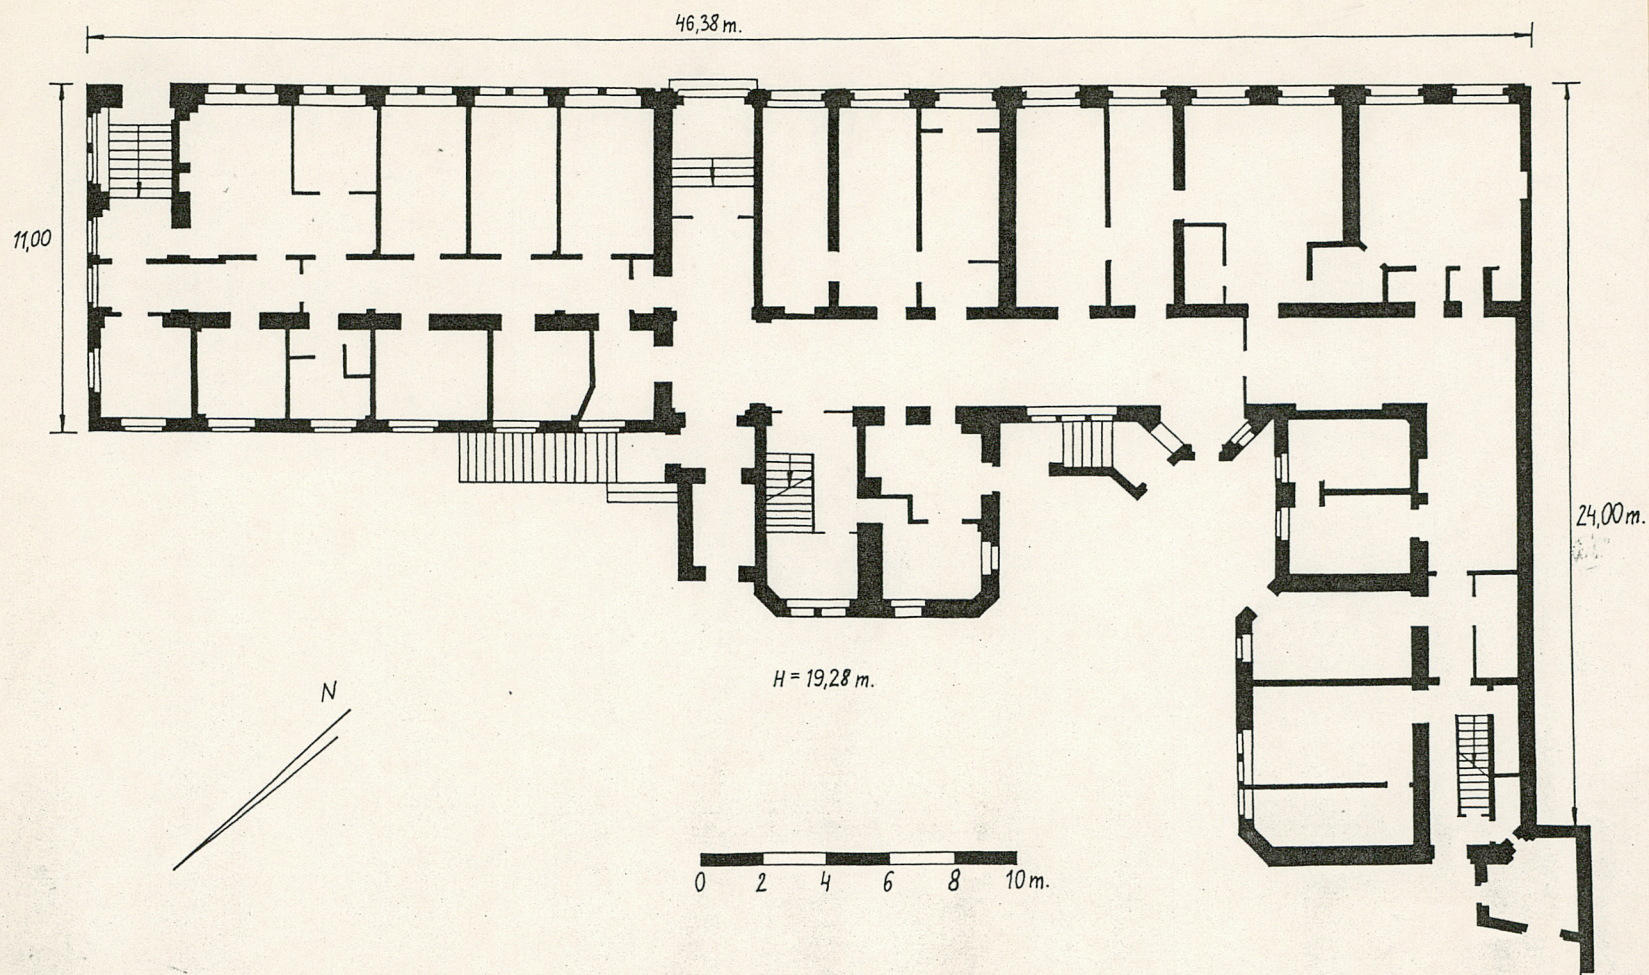 46,38 m.
11,00
24,00 m.
H = 19,28 m.
N
0 2 4 6 8 10 m.